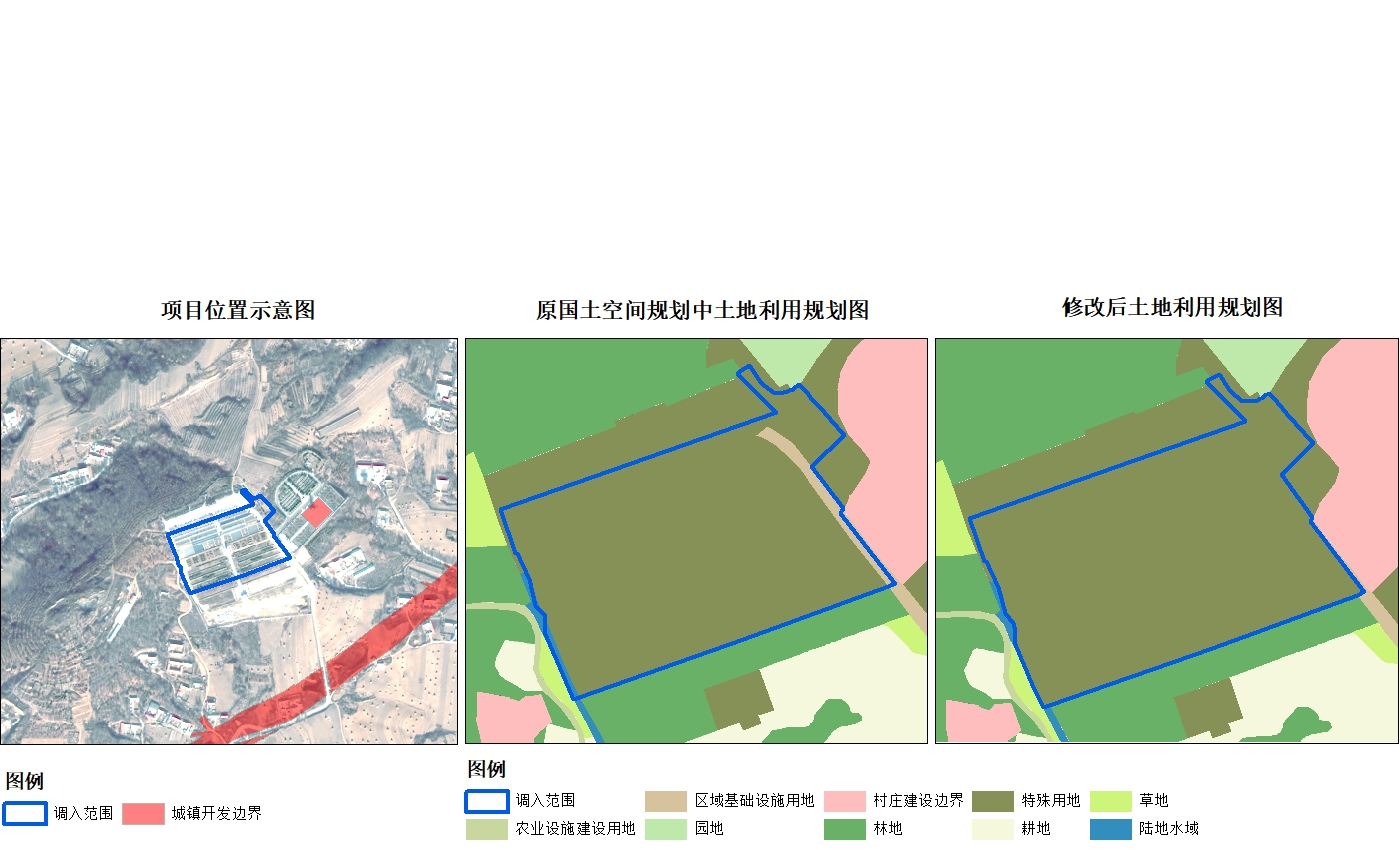 项目位置示意图
原国土空间规划中土地利用规划图
修改后土地利用规划图
图例
调入范围
城镇开发边界
图例
调入范围
区域基础设施用地
村庄建设边界
特殊用地
草地
农业设施建设用地
园地
林地
耕地
陆地水域